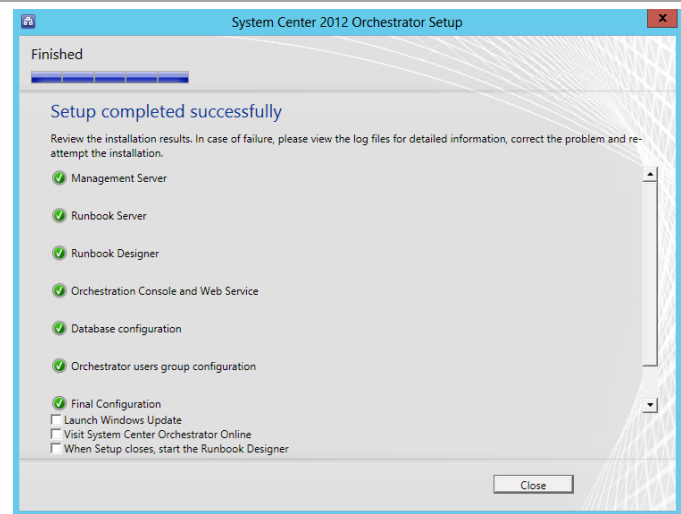 System Center 2012 Orchestrator Setup
x
Finished
Setup completed successfully
Review the installation results. In case of failure, please view the log files for detailed information, correct the problem and re-
attempt the installation.
Management Server
Runbook Server
Runbook Designer
Orchestration Console and Web Service
Database configuration
Orchestrator users group configuration
Final Configuration
Launch Windows Update
Visit System Center Orchestrator Online
When Setup closes, start the Runbook Designer
Close